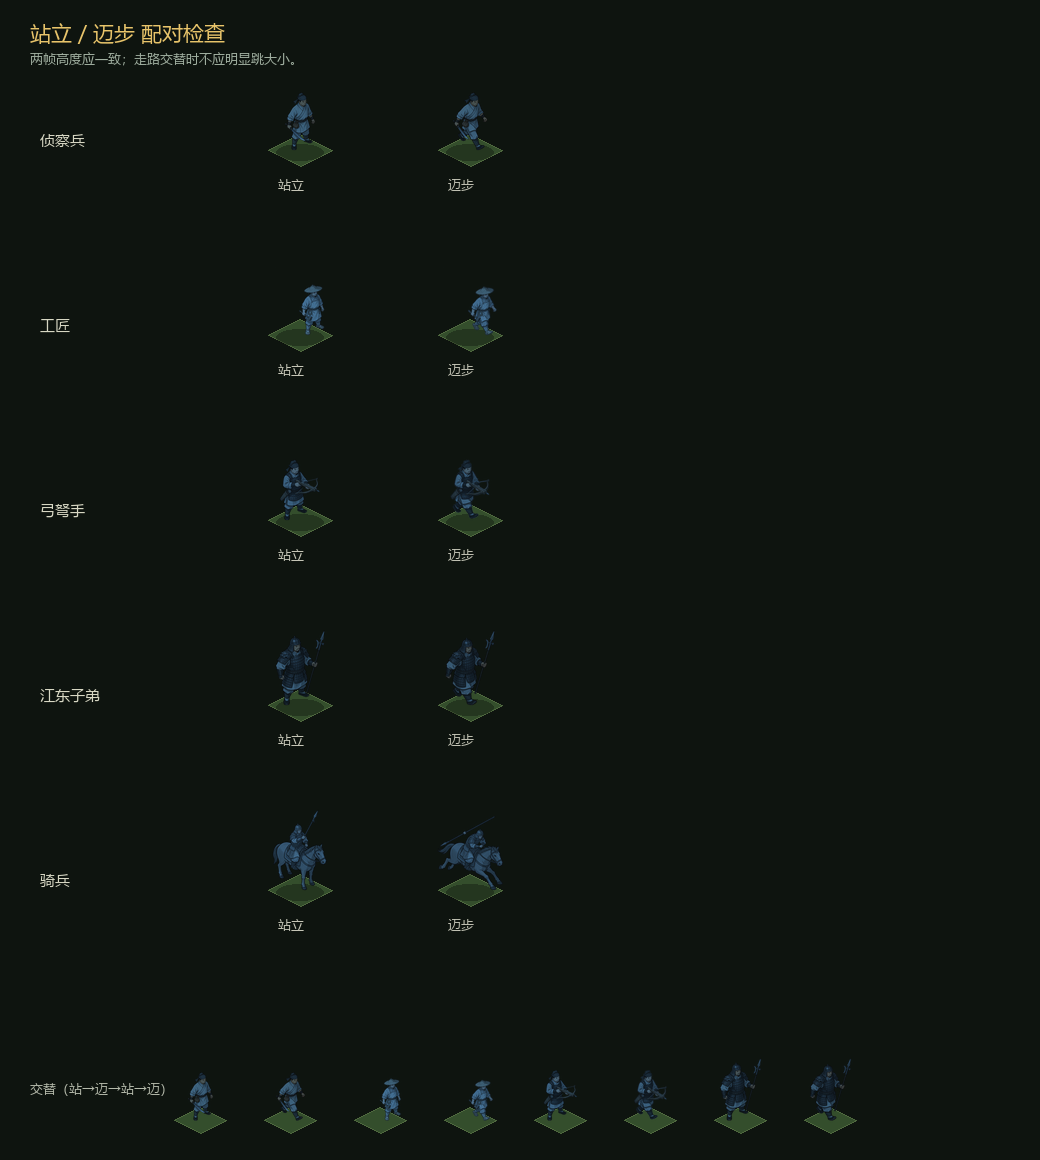 站立 / 迈步 配对检查
两帧高度应一致；走路交替时不应明显跳大小。
侦察兵
站立 迈步
工匠
站立 迈步
弓弩手
站立 迈步
江东子弟
站立 迈步
骑兵
站立 迈步
交替（站→迈→站→迈）